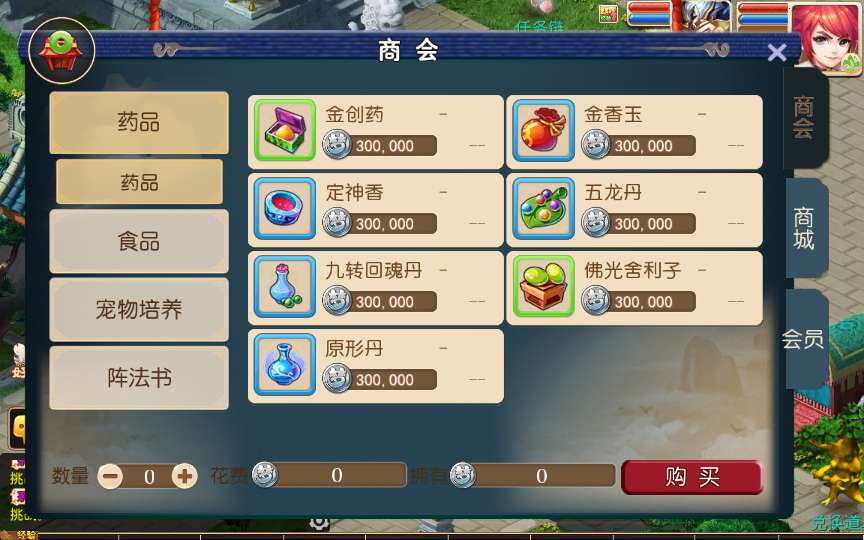 任务链
商会
药品
药品
食品
宠物培养
阵法书
金创药 -
300,000 --
金香玉 -
300,000 --
定神香 -
300,000 --
五龙丹 -
300,000 --
九转回魂丹 -
300,000 --
佛光舍利子 -
300,000 --
原形丹 -
300,000 --
商会
商城
会员
数量 0 花费 0 拥有 0 购买
兑换道
经验